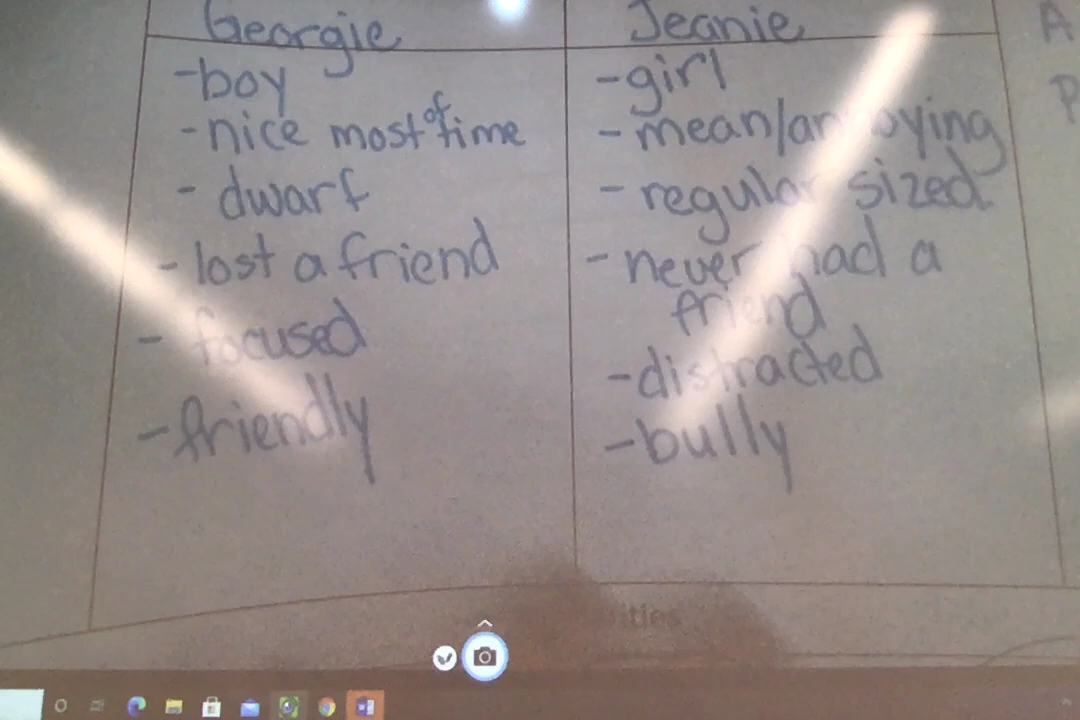 Georgie
-boy
-nice most of time
- dwarf
-lost a friend
- focused
-friendly
Jeanie
-girl
-mean/annoying
- regular sized
- never had a
friend
-distracted
-bully
A
P